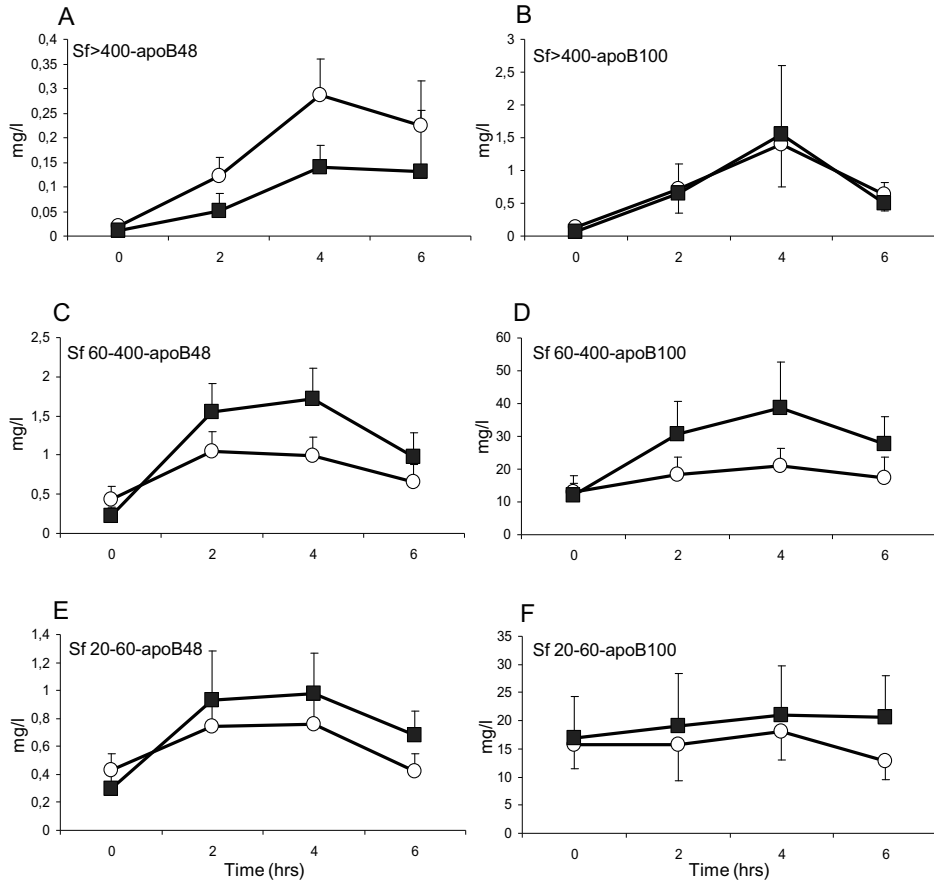 A
Sf>400-apoB48
0,4
0,35
0,3
0,25
0,2
0,15
0,1
0,05
0
mg/l
0 2 4 6
B
Sf>400-apoB100
3
2,5
2
1,5
1
0,5
0
mg/l
0 2 4 6
C
Sf 60-400-apoB48
2,5
2
1,5
1
0,5
0
mg/l
0 2 4 6
D
Sf 60-400-apoB100
60
50
40
30
20
10
0
mg/l
0 2 4 6
E
Sf 20-60-apoB48
1,4
1,2
1
0,8
0,6
0,4
0,2
0
mg/l
0 2 4 6
Time (hrs)
F
Sf 20-60-apoB100
35
30
25
20
15
10
5
0
mg/l
0 2 4 6
Time (hrs)